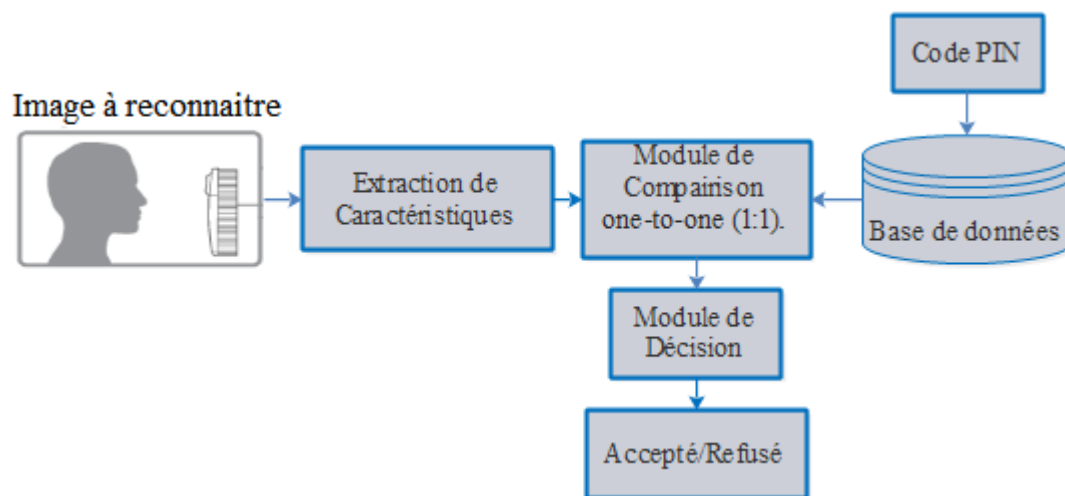 Code PIN
Image à reconnaitre
Extraction de
Caractéristiques
Module de
Compairison
one-to-one (1:1).
Base de données
Module de
Décision
Accepté/Refusé